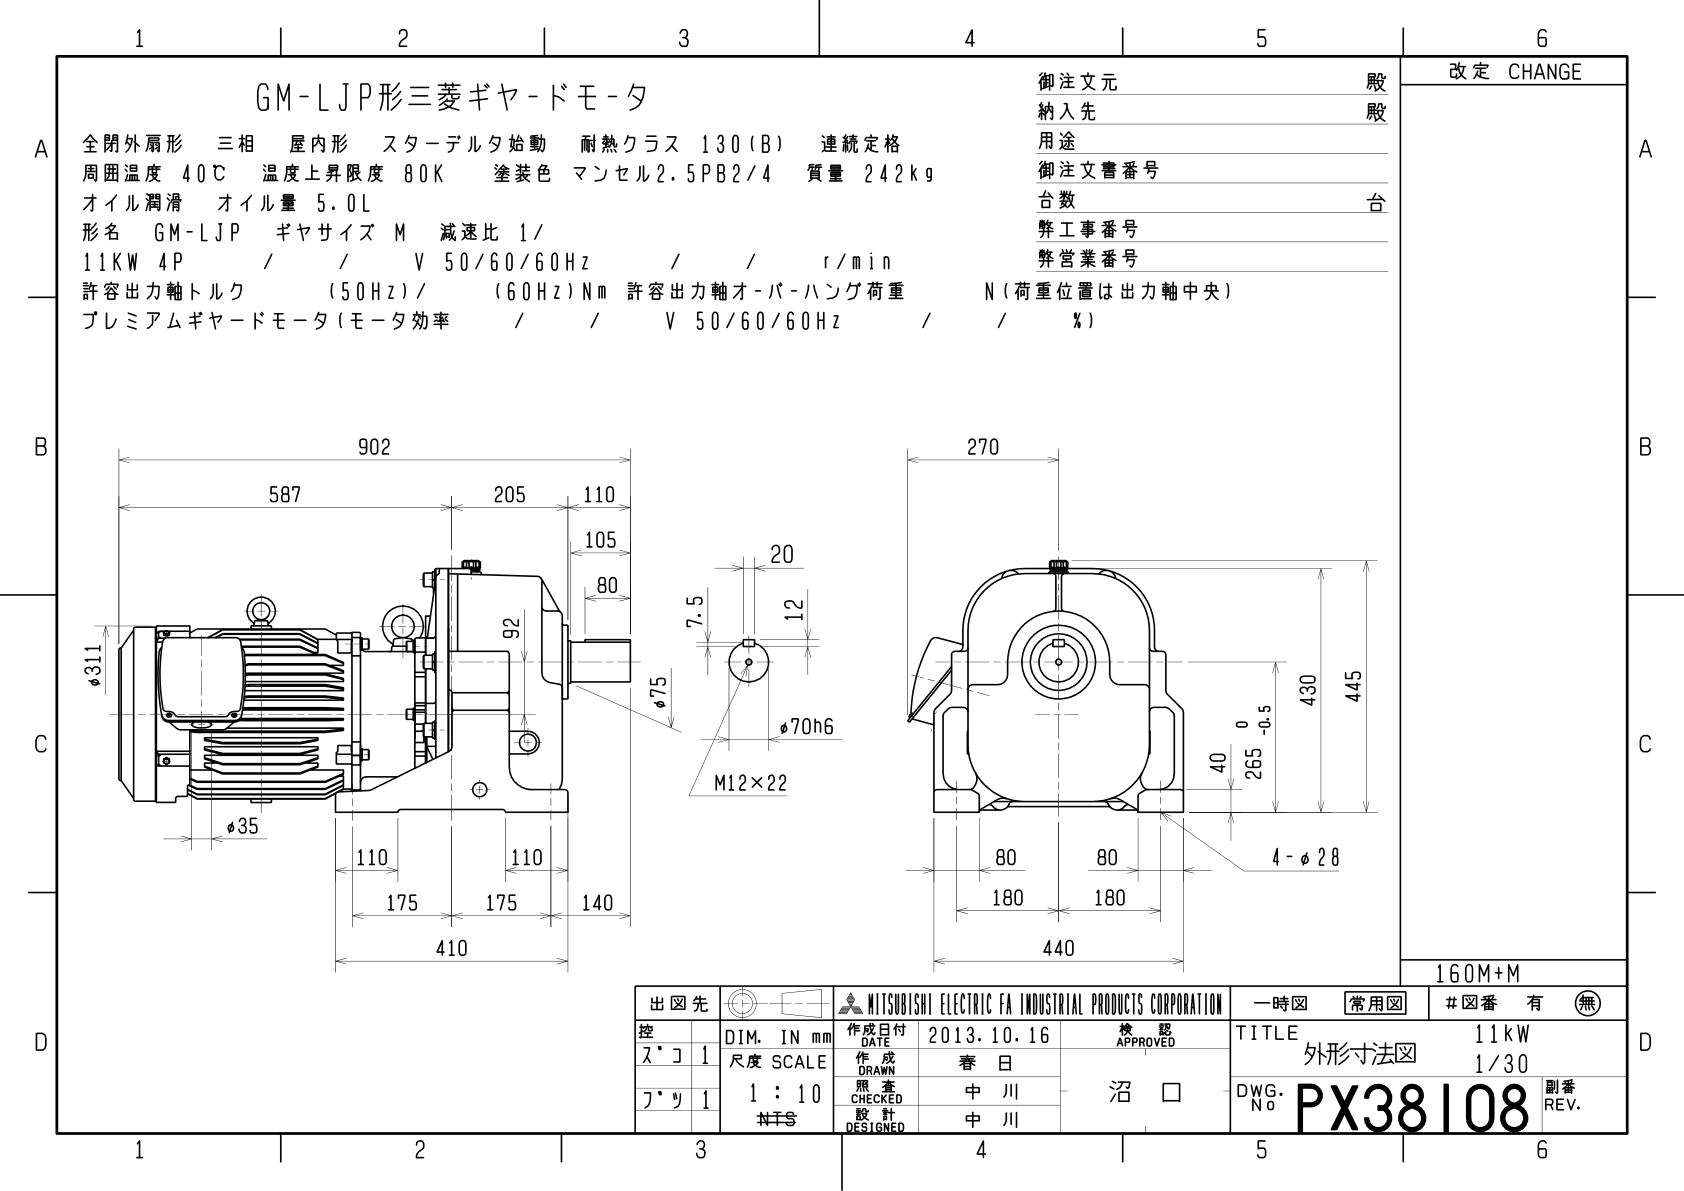 1 2 3 4 5 6
A
B
C
D
GM-LJP形三菱ギヤードモータ
全閉外扇形 三相 屋内形 スターデルタ始動 耐熱クラス 130(B) 連続定格
周囲温度 40℃ 温度上昇限度 80K 塗装色 マンセル2.5PB2/4 質量 242kg
オイル潤滑 オイル量 5.0L
形名 GM-LJP ギヤサイズ M 減速比 1/
11KW 4P / / V 50/60/60Hz / / r/min
許容出力軸トルク (50Hz)/ (60Hz)Nm 許容出力軸オーバーハング荷重 N(荷重位置は出力軸中央)
プレミアムギヤードモータ(モータ効率 / / V 50/60/60Hz / / %)
御注文元 殿
納入先 殿
用途
御注文書番号
台数 台
弊工事番号
弊営業番号
改定 CHANGE
A
B
C
D
902
587 205 110
105
80
92
φ311
φ75
φ35
110 110
175 175 140
410
20
7.5
12
φ70h6
M12×22
270
430
445
0
265 -0.5
40
4-φ28
80 80
180 180
440
160M+M
出図先
控
ズコ 1
ブツ 1
DIM. IN mm
尺度 SCALE
1 : 10
NTS
MITSUBISHI ELECTRIC FA INDUSTRIAL PRODUCTS CORPORATION
作成日付 DATE 2013.10.16
作成 DRAWN 春日
照査 CHECKED 中川
設計 DESIGNED 中川
検認 APPROVED
沼口
一時図 常用図 #図番 有 無
TITLE 11kW
外形寸法図 1/30
DWG. No PX38108
副番 REV.
1 2 3 4 5 6